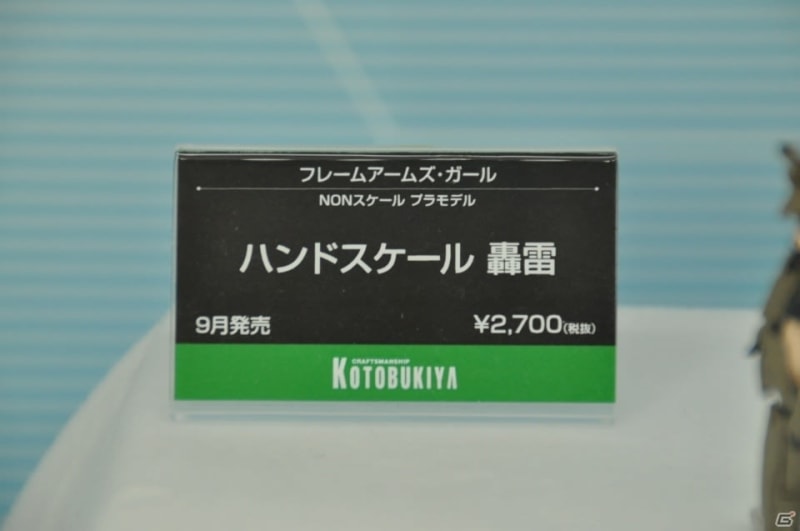 フレームアームズ・ガール
NONスケール プラモデル
ハンドスケール 轟雷
9月発売 ¥2,700(税抜)
CRAFTSMANSHIP
KOTOBUKIYA